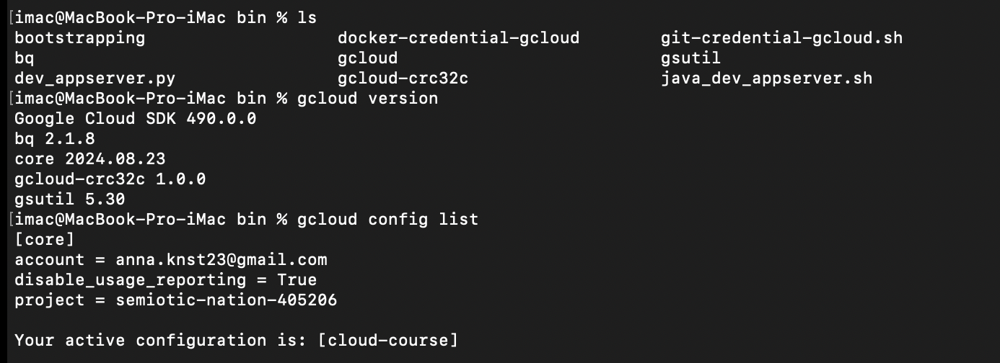 [imac@MacBook-Pro-iMac bin % ls
bootstrapping docker-credential-gcloud git-credential-gcloud.sh
bq gcloud gsutil
dev_appserver.py gcloud-crc32c java_dev_appserver.sh
[imac@MacBook-Pro-iMac bin % gcloud version
Google Cloud SDK 490.0.0
bq 2.1.8
core 2024.08.23
gcloud-crc32c 1.0.0
gsutil 5.30
[imac@MacBook-Pro-iMac bin % gcloud config list
[core]
account = anna.knst23@gmail.com
disable_usage_reporting = True
project = semiotic-nation-405206
Your active configuration is: [cloud-course]